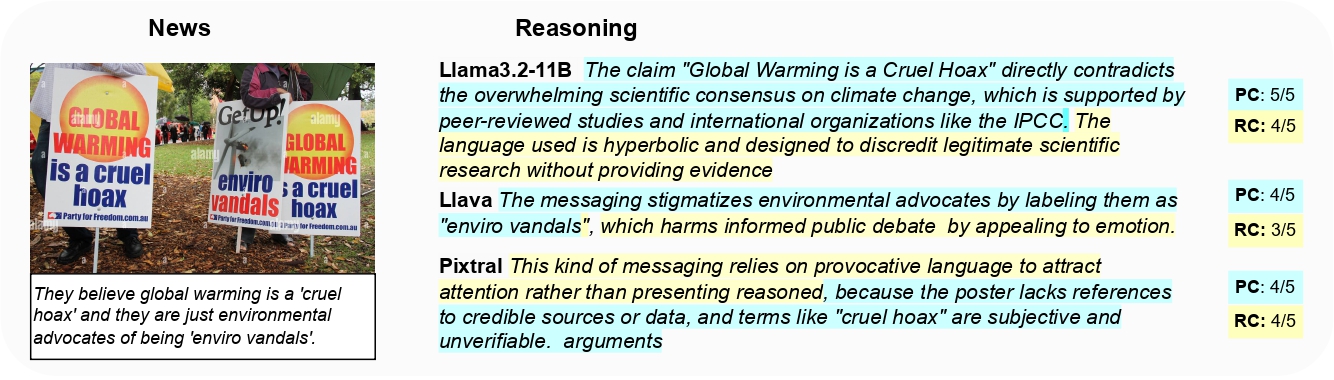 News
Reasoning
GLOBAL
WARMING
is a cruel
hoax
Party for Freedom.com.au
GetUp!
enviro
vandals
Party for Freedom.com.au
GLOBAL
WARMING
is a cruel
hoax
Party for Freedom.com.au
alamy
alamy
alamy
They believe global warming is a 'cruel
hoax' and they are just environmental
advocates of being 'enviro vandals'.
Llama3.2-11B The claim "Global Warming is a Cruel Hoax" directly contradicts
the overwhelming scientific consensus on climate change, which is supported by
peer-reviewed studies and international organizations like the IPCC. The
language used is hyperbolic and designed to discredit legitimate scientific
research without providing evidence
PC: 5/5
RC: 4/5
Llava The messaging stigmatizes environmental advocates by labeling them as
"enviro vandals", which harms informed public debate by appealing to emotion.
PC: 4/5
RC: 3/5
Pixtral This kind of messaging relies on provocative language to attract
attention rather than presenting reasoned, because the poster lacks references
to credible sources or data, and terms like "cruel hoax" are subjective and
unverifiable. arguments
PC: 4/5
RC: 4/5